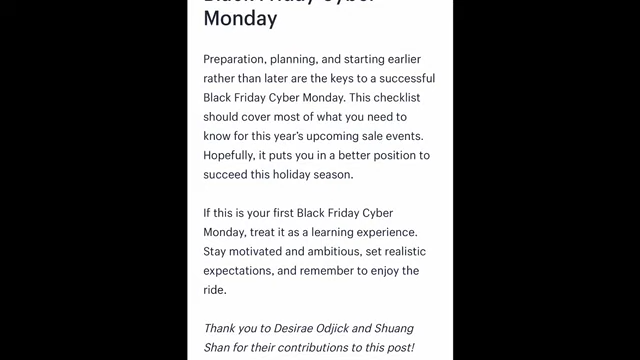 Black Friday Cyber
Monday
Preparation, planning, and starting earlier
rather than later are the keys to a successful
Black Friday Cyber Monday. This checklist
should cover most of what you need to
know for this year’s upcoming sale events.
Hopefully, it puts you in a better position to
succeed this holiday season.
If this is your first Black Friday Cyber
Monday, treat it as a learning experience.
Stay motivated and ambitious, set realistic
expectations, and remember to enjoy the
ride.
Thank you to Desirae Odjick and Shuang
Shan for their contributions to this post!